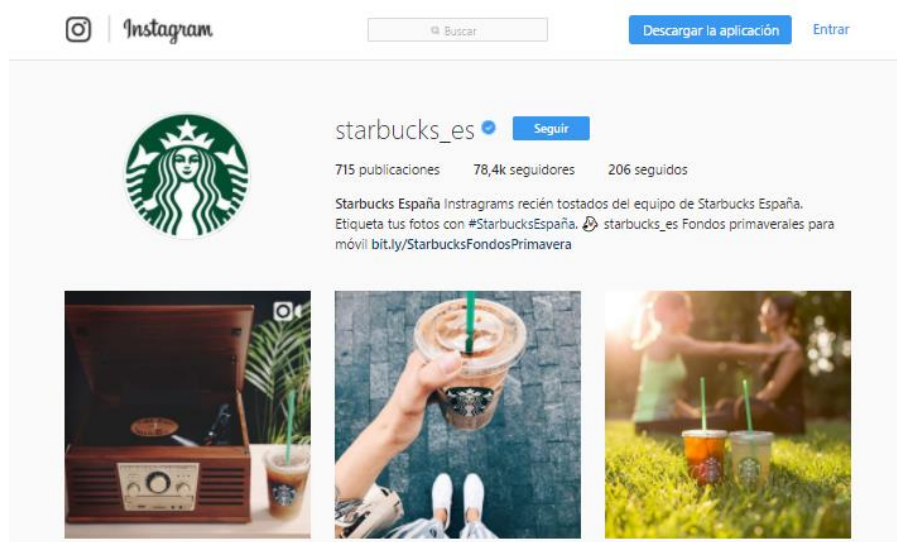 Instagram
Buscar
Descargar la aplicación
Entrar
starbucks_es
Seguir
715 publicaciones 78,4k seguidores 206 seguidos
Starbucks España Instragrams recién tostados del equipo de Starbucks España.
Etiqueta tus fotos con #StarbucksEspaña. starbucks_es Fondos primaverales para
móvil bit.ly/StarbucksFondosPrimavera